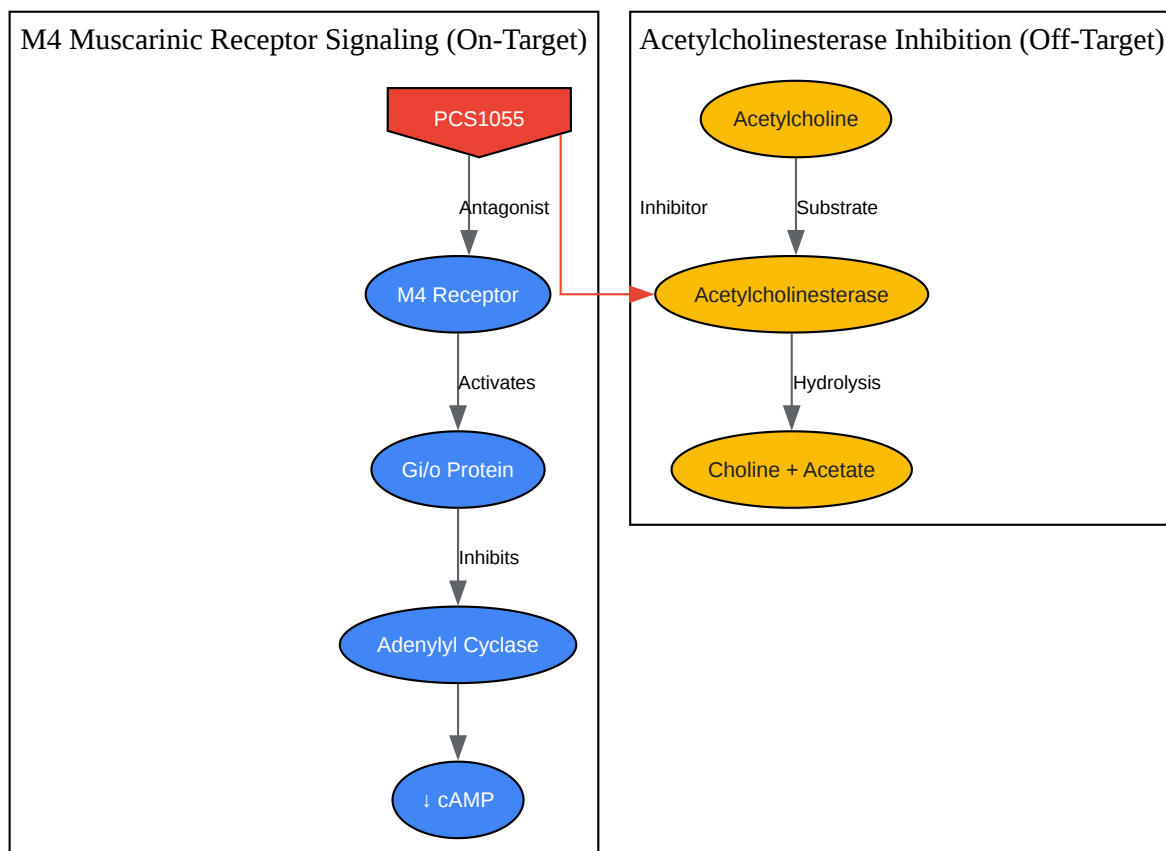 M4 Muscarinic Receptor Signaling (On-Target)
PCS1055
Antagonist
M4 Receptor
Activates
Gi/o Protein
Inhibits
Adenylyl Cyclase
↓ cAMP
Acetylcholinesterase Inhibition (Off-Target)
Acetylcholine
Inhibitor
Substrate
Acetylcholinesterase
Hydrolysis
Choline + Acetate